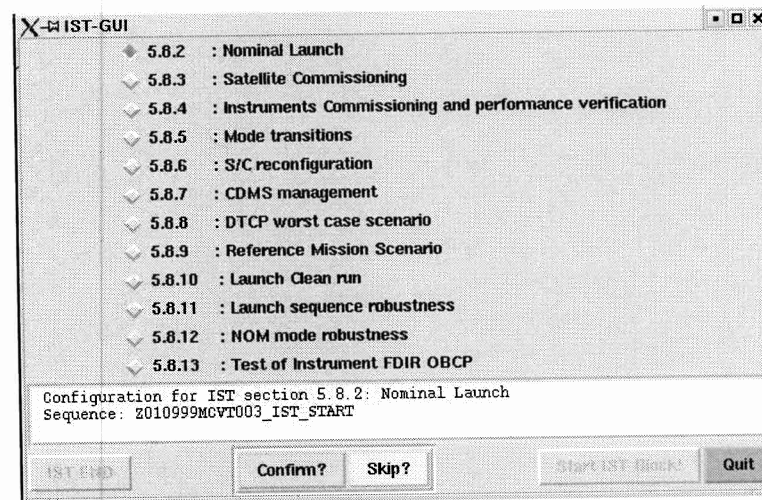 IST-GUI
5.8.2 : Nominal Launch
5.8.3 : Satellite Commissioning
5.8.4 : Instruments Commissioning and performance verification
5.8.5 : Mode transitions
5.8.6 : S/C reconfiguration
5.8.7 : CDMS management
5.8.8 : DTCP worst case scenario
5.8.9 : Reference Mission Scenario
5.8.10 : Launch Clean run
5.8.11 : Launch sequence robustness
5.8.12 : NOM mode robustness
5.8.13 : Test of Instrument FDIR OBCP
Configuration for IST section 5.8.2: Nominal Launch
Sequence: Z010999MCVT003_IST_START
IST END Confirm? Skip? Start IST Block! Quit